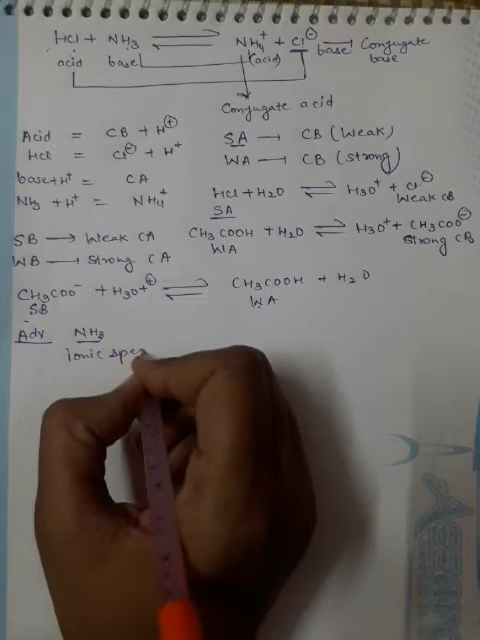 HCl + NH3 ⇌ NH4+ + Cl⊖ base → Conjugate base
acid base (acid)
Conjugate acid
Acid = CB + H⊕
HCl = Cl⊖ + H+
base + H+ = CA
NH3 + H+ = NH4+
SA → CB (Weak)
WA → CB (strong)
HCl + H2O ⇌ H3O+ + Cl⊖
SA Weak CB
SB → Weak CA
WB → Strong CA
CH3COOH + H2O ⇌ H3O+ + CH3COO⊖
WA Strong CB
CH3COO- + H3O⊕ ⇌ CH3COOH + H2O
SB WA
Adv NH3
ionic spe